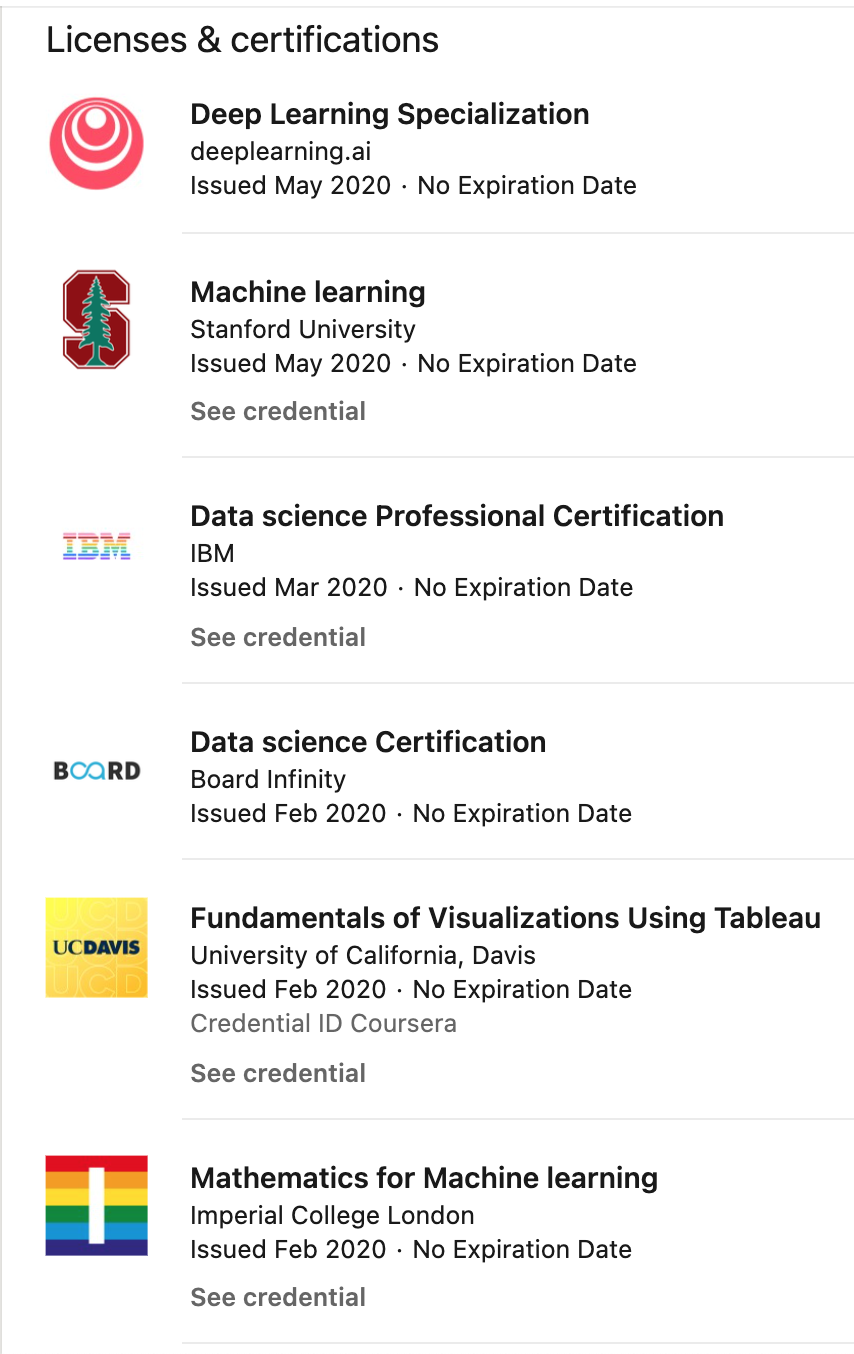 Licenses & certifications
Deep Learning Specialization
deeplearning.ai
Issued May 2020 · No Expiration Date
Machine learning
Stanford University
Issued May 2020 · No Expiration Date
See credential
IBM
Data science Professional Certification
IBM
Issued Mar 2020 · No Expiration Date
See credential
BOARD
Data science Certification
Board Infinity
Issued Feb 2020 · No Expiration Date
UCDAVIS
Fundamentals of Visualizations Using Tableau
University of California, Davis
Issued Feb 2020 · No Expiration Date
Credential ID Coursera
See credential
Mathematics for Machine learning
Imperial College London
Issued Feb 2020 · No Expiration Date
See credential